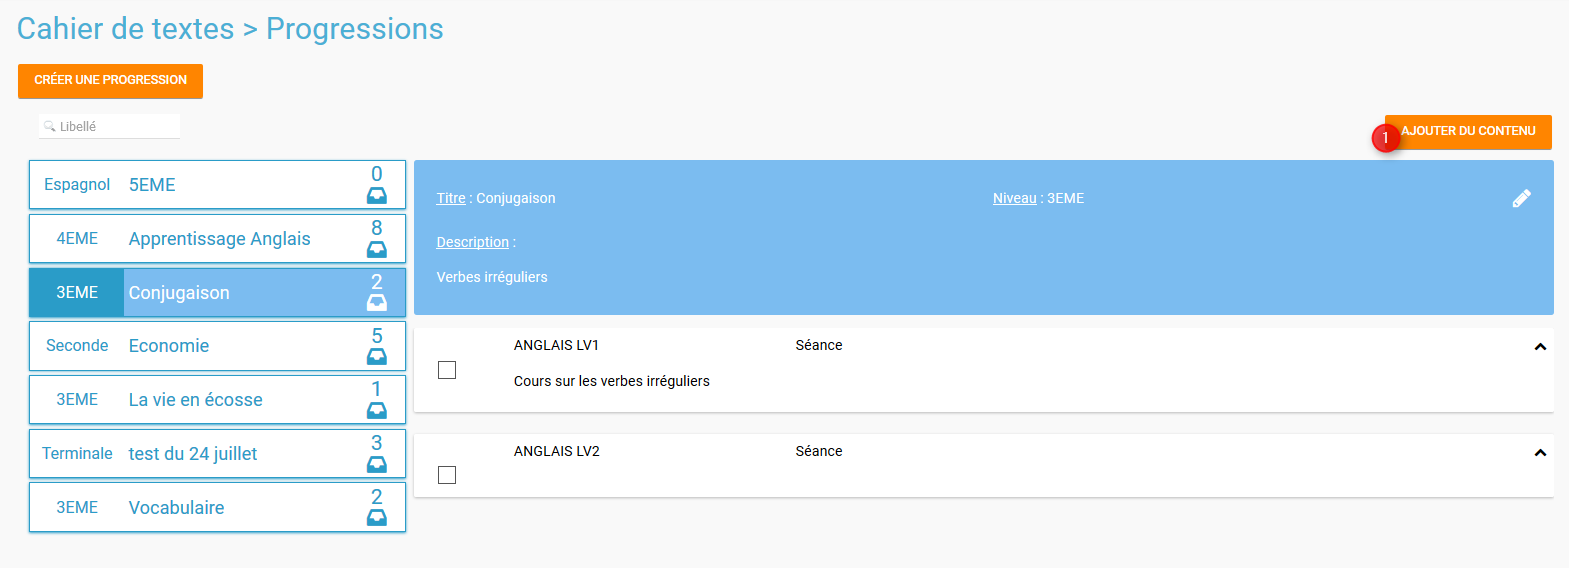 Cahier de textes > Progressions
CRÉER UNE PROGRESSION
Libellé
1 AJOUTER DU CONTENU
Espagnol 5EME 0
4EME Apprentissage Anglais 8
3EME Conjugaison 2
Seconde Economie 5
3EME La vie en écosse 1
Terminale test du 24 juillet 3
3EME Vocabulaire 2
Titre : Conjugaison Niveau : 3EME
Description :
Verbes irréguliers
ANGLAIS LV1 Séance
Cours sur les verbes irréguliers
ANGLAIS LV2 Séance